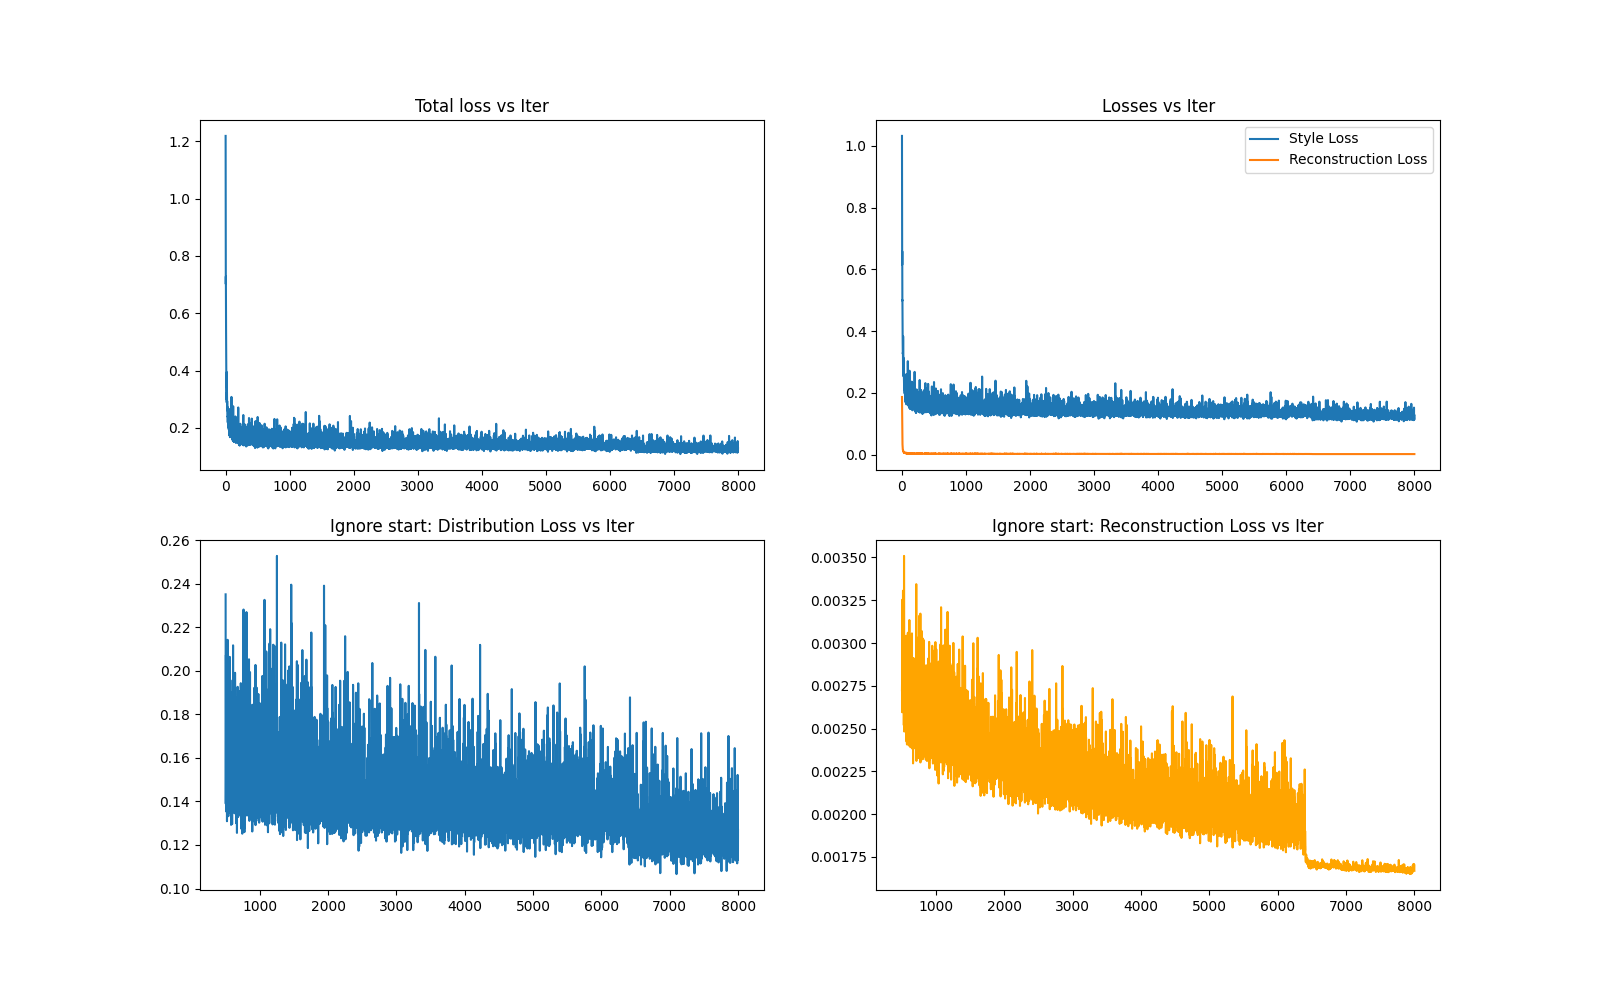 Total loss vs Iter
1.2
1.0
0.8
0.6
0.4
0.2
0 1000 2000 3000 4000 5000 6000 7000 8000
Losses vs Iter
Style Loss
Reconstruction Loss
1.0
0.8
0.6
0.4
0.2
0.0
0 1000 2000 3000 4000 5000 6000 7000 8000
Ignore start: Distribution Loss vs Iter
0.26
0.24
0.22
0.20
0.18
0.16
0.14
0.12
0.10
1000 2000 3000 4000 5000 6000 7000 8000
Ignore start: Reconstruction Loss vs Iter
0.00350
0.00325
0.00300
0.00275
0.00250
0.00225
0.00200
0.00175
1000 2000 3000 4000 5000 6000 7000 8000